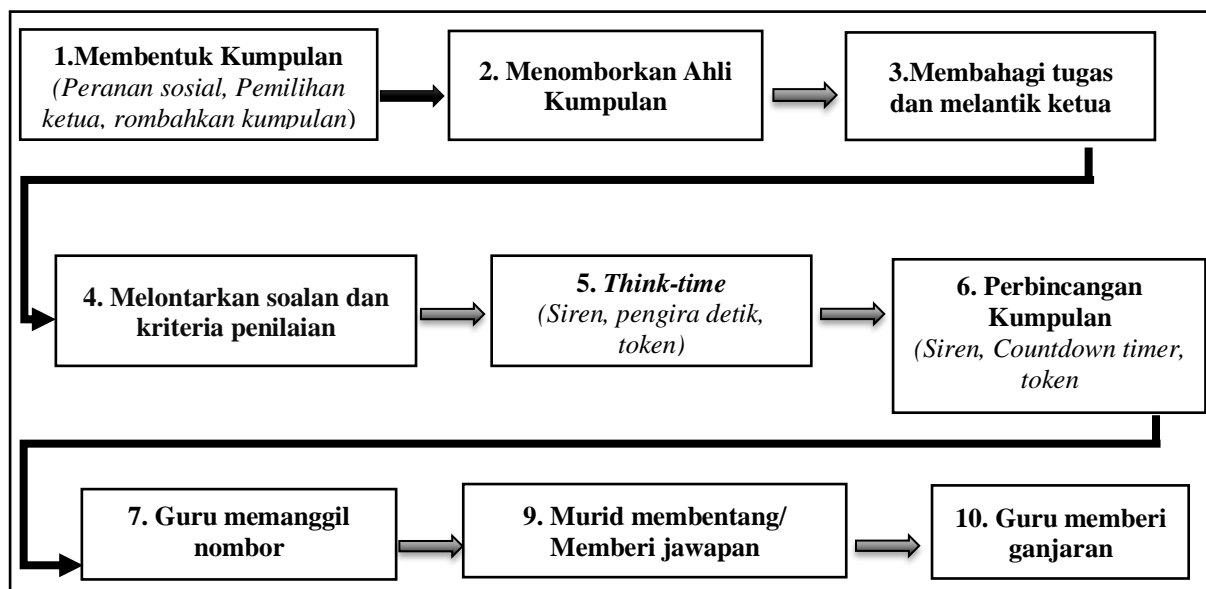 1.Membentuk Kumpulan
(Peranan sosial, Pemilihan
ketua, rombahkan kumpulan)
2. Menomborkan Ahli
Kumpulan
3.Membahagi tugas
dan melantik ketua
4. Melontarkan soalan dan
kriteria penilaian
5. Think-time
(Siren, pengira detik,
token)
6. Perbincangan
Kumpulan
(Siren, Countdown timer,
token
7. Guru memanggil
nombor
9. Murid membentang/
Memberi jawapan
10. Guru memberi
ganjaran